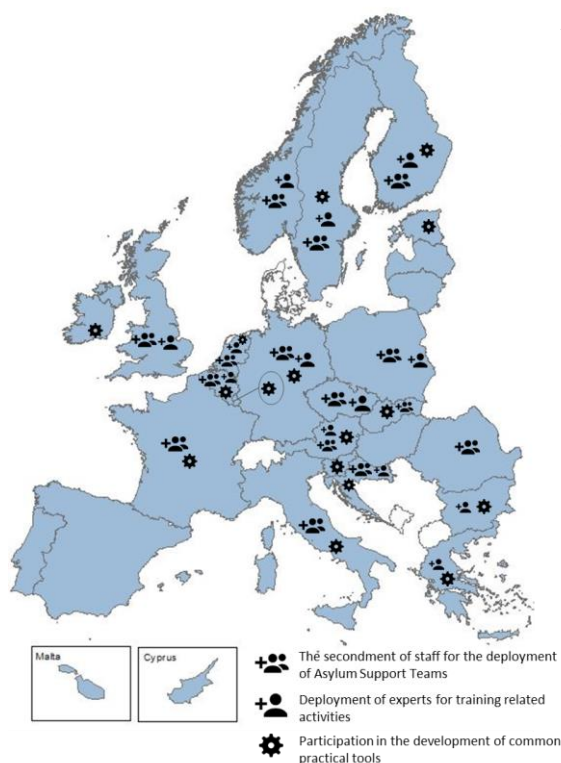 Malta
Cyprus
The secondment of staff for the deployment
of Asylum Support Teams
Deployment of experts for training related
activities
Participation in the development of common
practical tools